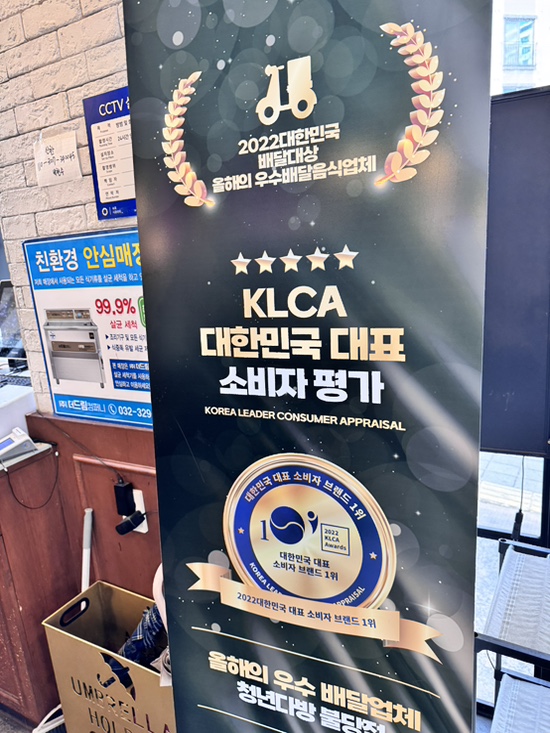 2022대한민국
배달대상
올해의 우수배달음식업체
KLCA
대한민국 대표
소비자 평가
KOREA LEADER CONSUMER APPRAISAL
대한민국 대표 소비자 브랜드 1위
2022
KLCA
Awards
대한민국 대표
소비자 브랜드 1위
KOREA LEA
APPRAISAL
2022대한민국 대표 소비자 브랜드 1위
올해의 우수 배달업체
청년다방 불당점
CCTV
친환경 안심매장
99.9%
살균 세척
032-329
UMBRELLA
HOL